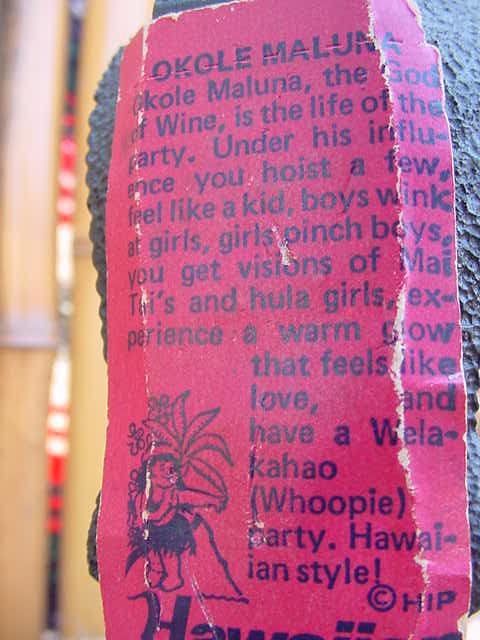 OKOLE MALUNA
Okole Maluna, the God
of Wine, is the life of the
party. Under his influ-
ence you hoist a few,
feel like a kid, boys wink
at girls, girls pinch boys,
you get visions of Mai
Tai's and hula girls, ex-
perience a warm glow
that feels like
love, and
have a Wela-
kahao
(Whoopie)
party. Hawai-
ian style!
© HIP